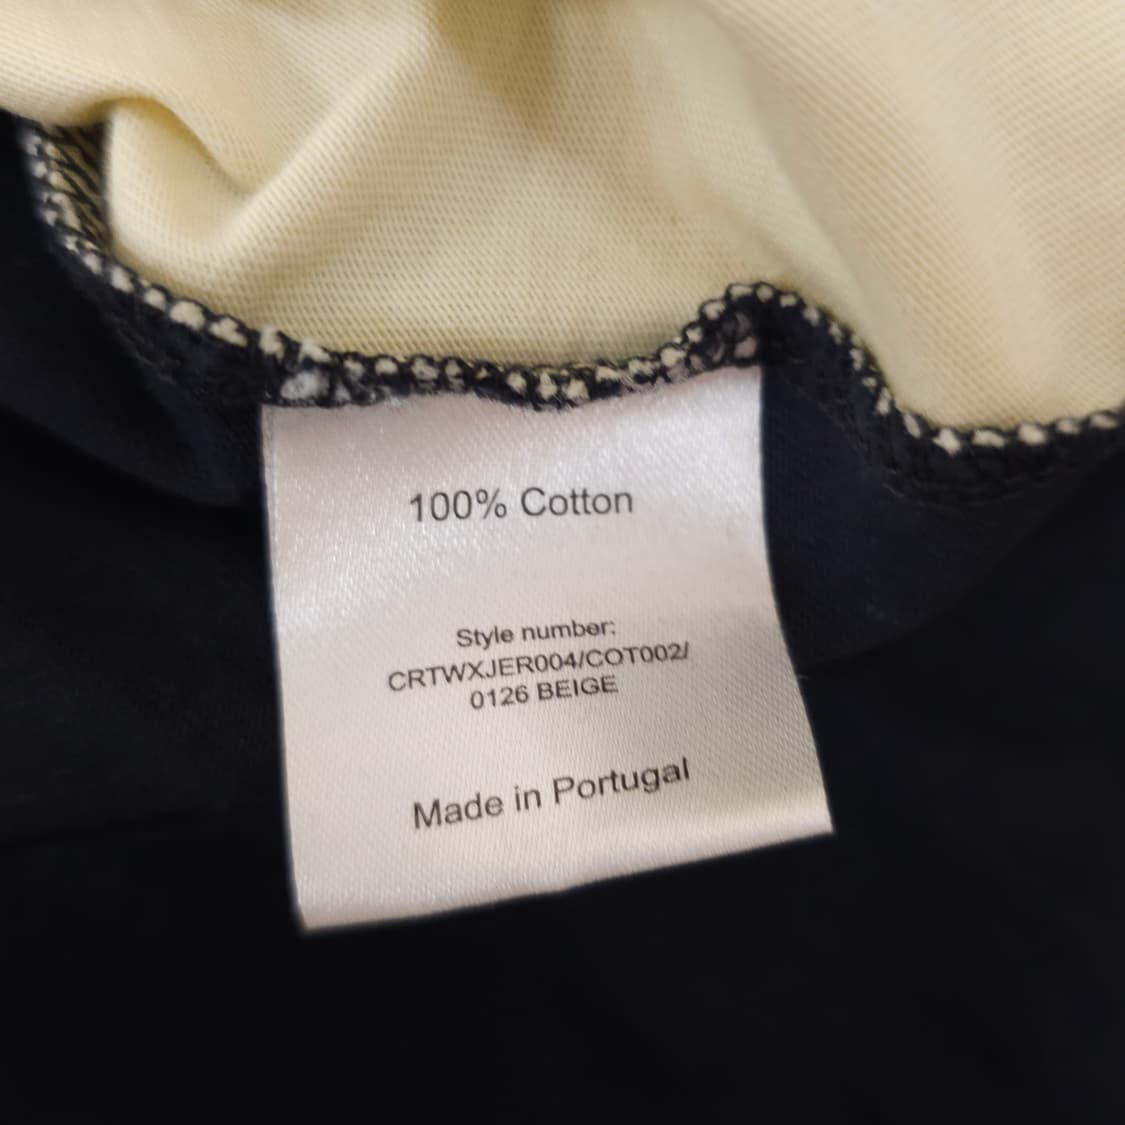 100% Cotton
Style number:
CRTWXJER004/COT002/
0126 BEIGE
Made in Portugal